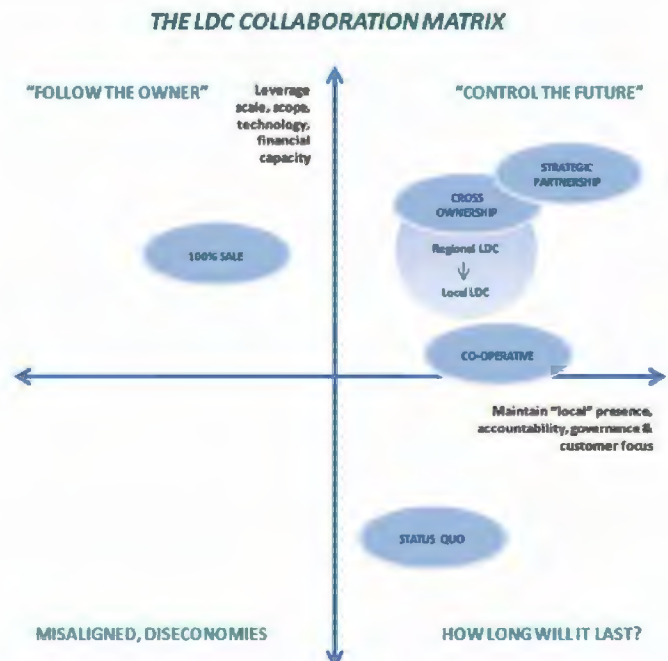 THE LDC COLLABORATION MATRIX
"FOLLOW THE OWNER"
Leverage
scale, scope,
technology,
financial
capacity
"CONTROL THE FUTURE"
STRATEGIC
PARTNERSHIP
CROSS
OWNERSHIP
100% SALE
Regional LDC
Local LDC
CO-OPERATIVE
Maintain "local" presence,
accountability, governance &
customer focus
STATUS QUO
MISALIGNED, DISECONOMIES
HOW LONG WILL IT LAST?